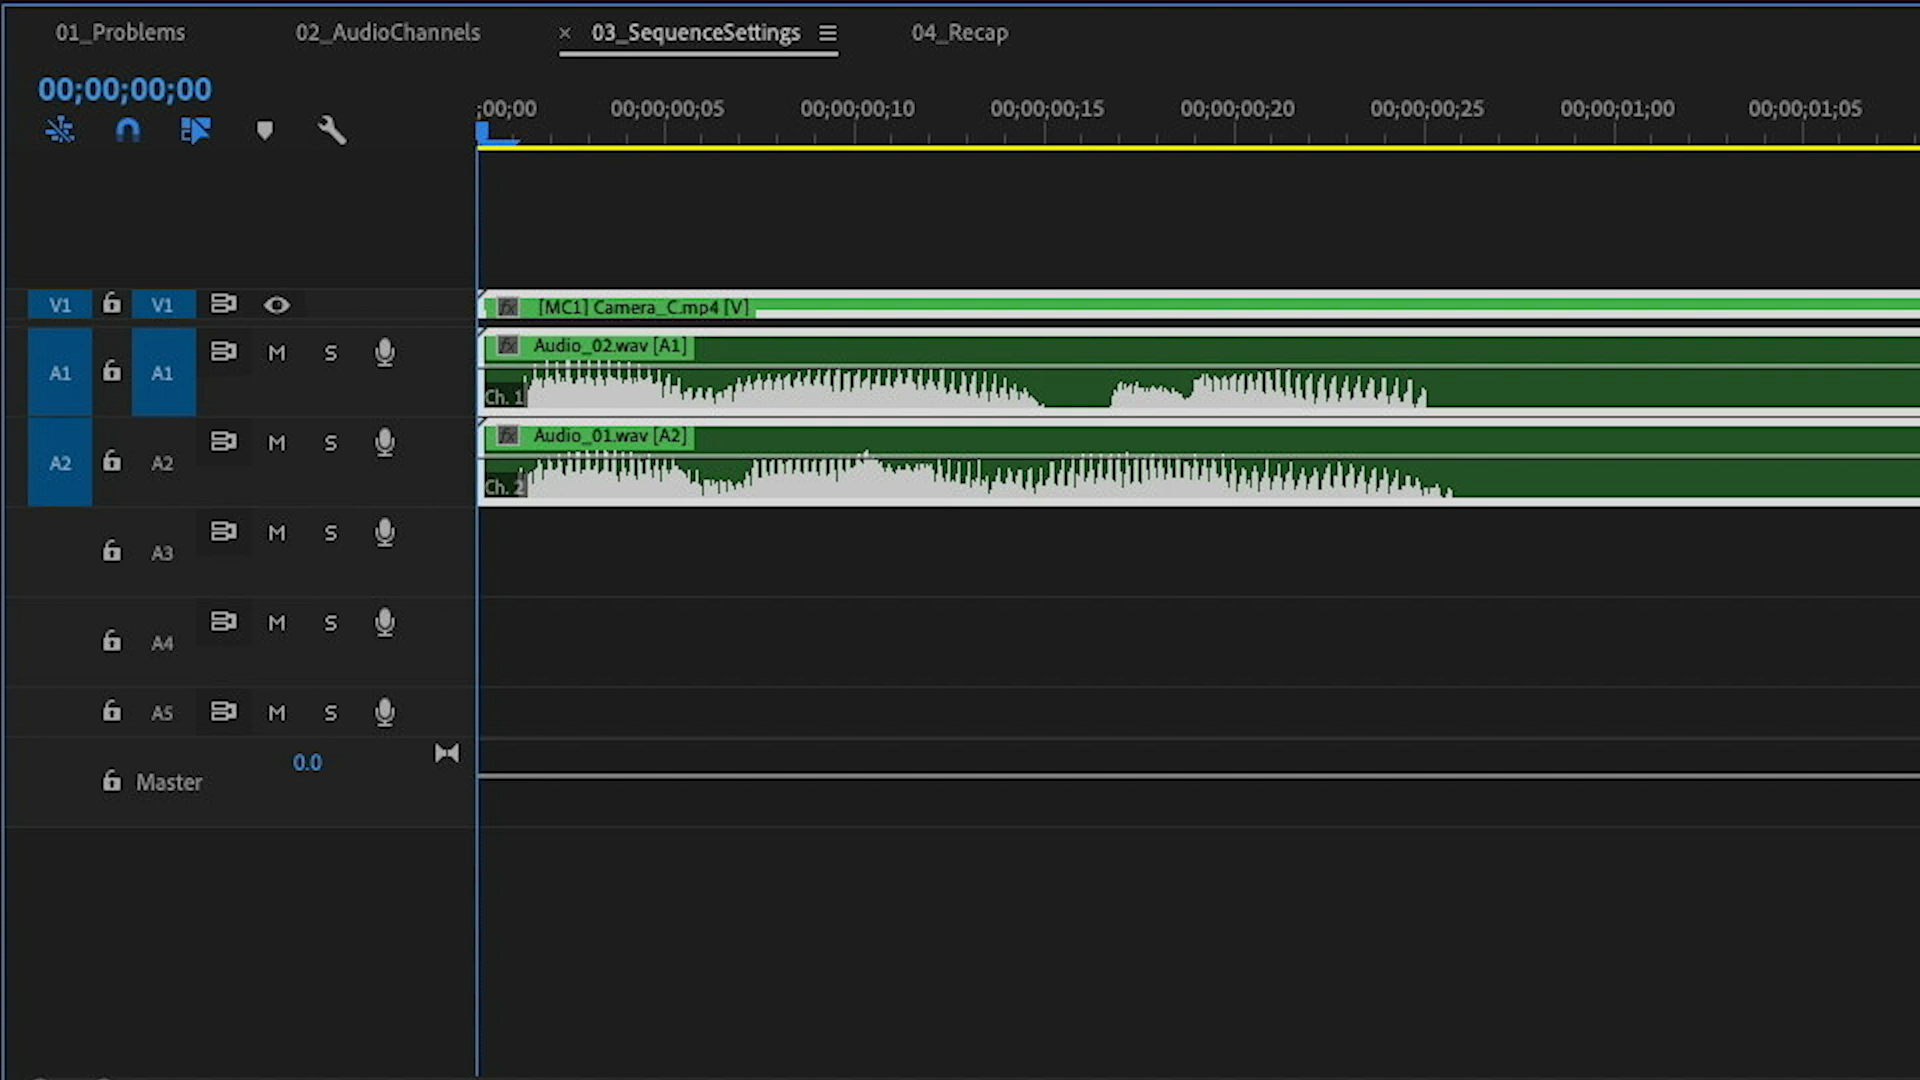 01_Problems 02_AudioChannels × 03_SequenceSettings 04_Recap
00;00;00;00
;00;00 00;00;00;05 00;00;00;10 00;00;00;15 00;00;00;20 00;00;00;25 00;00;01;00 00;00;01;05
V1 V1 fx [MC1] Camera_C.mp4 [V]
A1 A1 M S fx Audio_02.wav [A1]
Ch. 1
A2 A2 M S fx Audio_01.wav [A2]
Ch. 2
A3 M S
A4 M S
A5 M S
0.0
Master